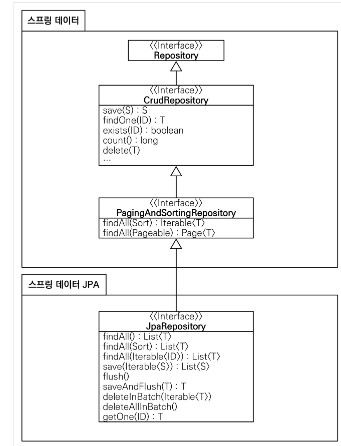 스프링 데이터
《Interface》
Repository
《Interface》
CrudRepository
save(S) : S
findOne(ID) : T
exists(ID) : boolean
count() : long
delete(T)
...
《Interface》
PagingAndSortingRepository
findAll(Sort) : Iterable〈T〉
findAll(Pageable) : Page〈T〉
스프링 데이터 JPA
《Interface》
JpaRepository
findAll() : List〈T〉
findAll(Sort) : List〈T〉
findAll(Iterable〈ID〉) : List〈T〉
save(Iterable〈S〉) : List〈S〉
flush()
saveAndFlush(T) : T
deleteInBatch(Iterable〈T〉)
deleteAllInBatch()
getOne(ID) : T